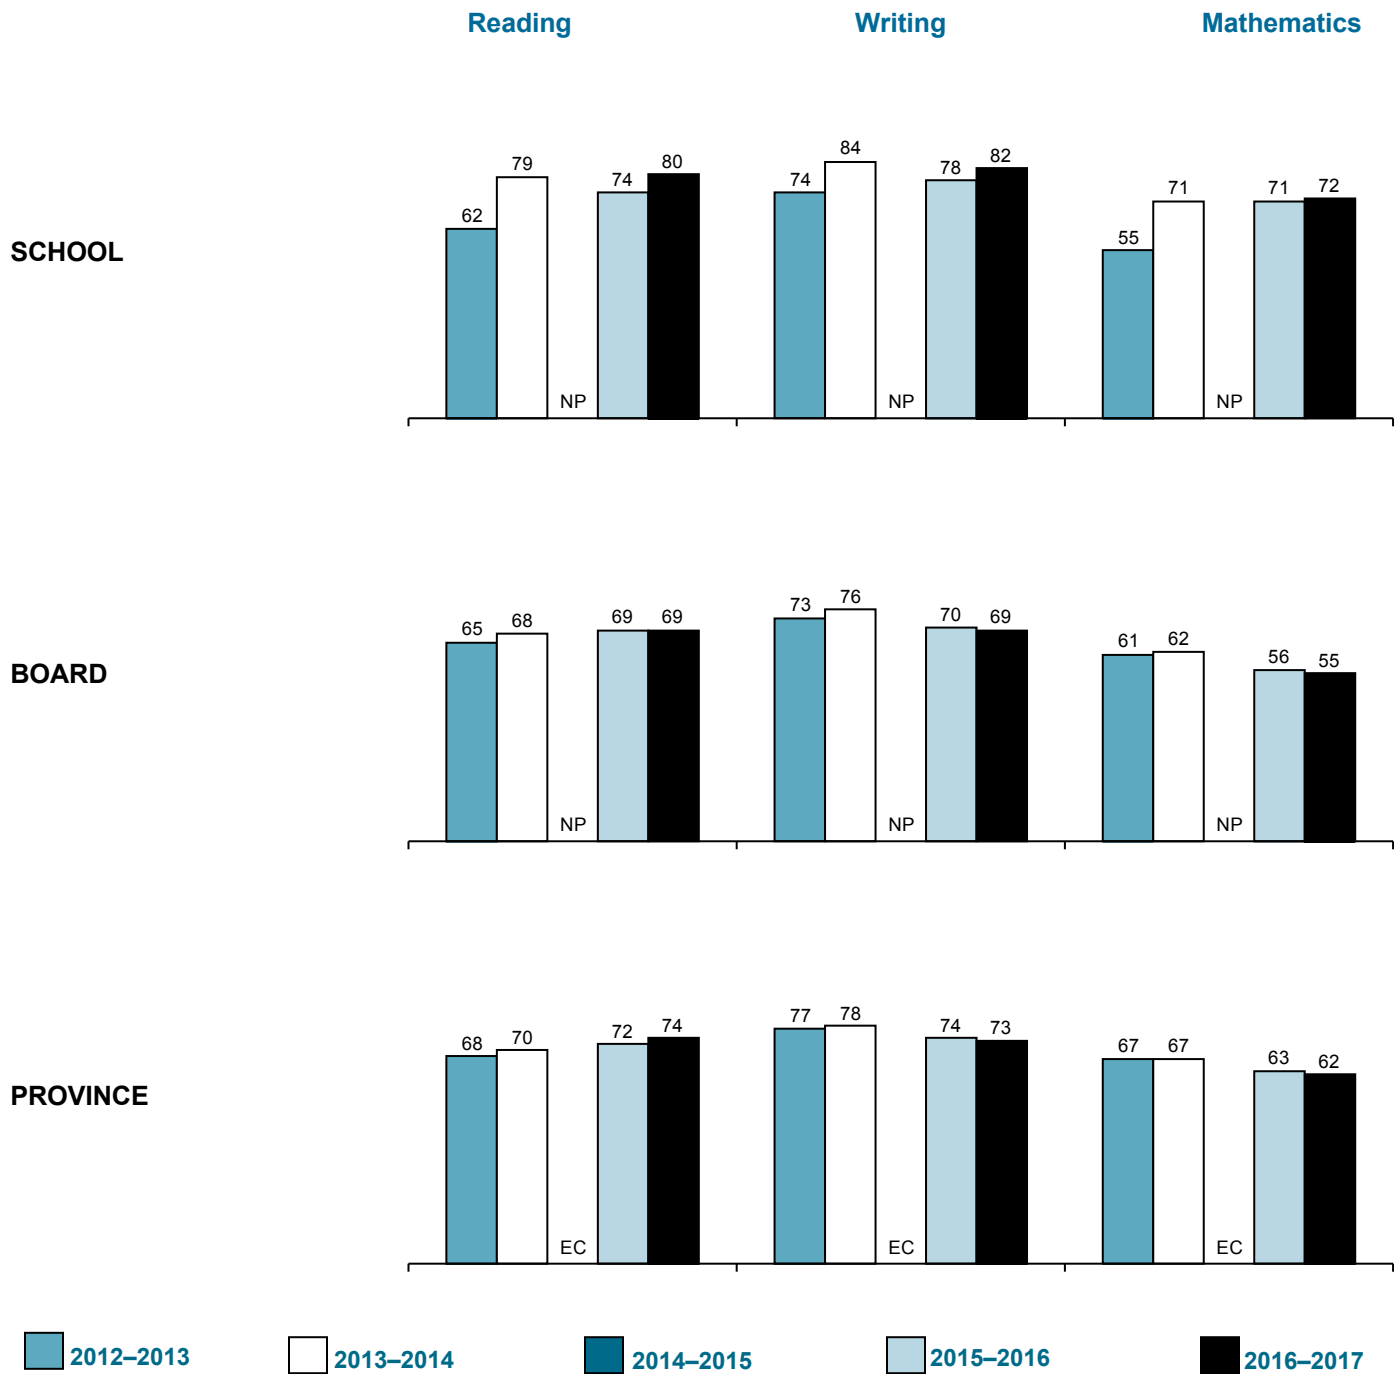 Reading Writing Mathematics
SCHOOL
62 79 NP 74 80 74 84 NP 78 82 55 71 NP 71 72
BOARD
65 68 NP 69 69 73 76 NP 70 69 61 62 NP 56 55
PROVINCE
68 70 EC 72 74 77 78 EC 74 73 67 67 EC 63 62
2012–2013 2013–2014 2014–2015 2015–2016 2016–2017